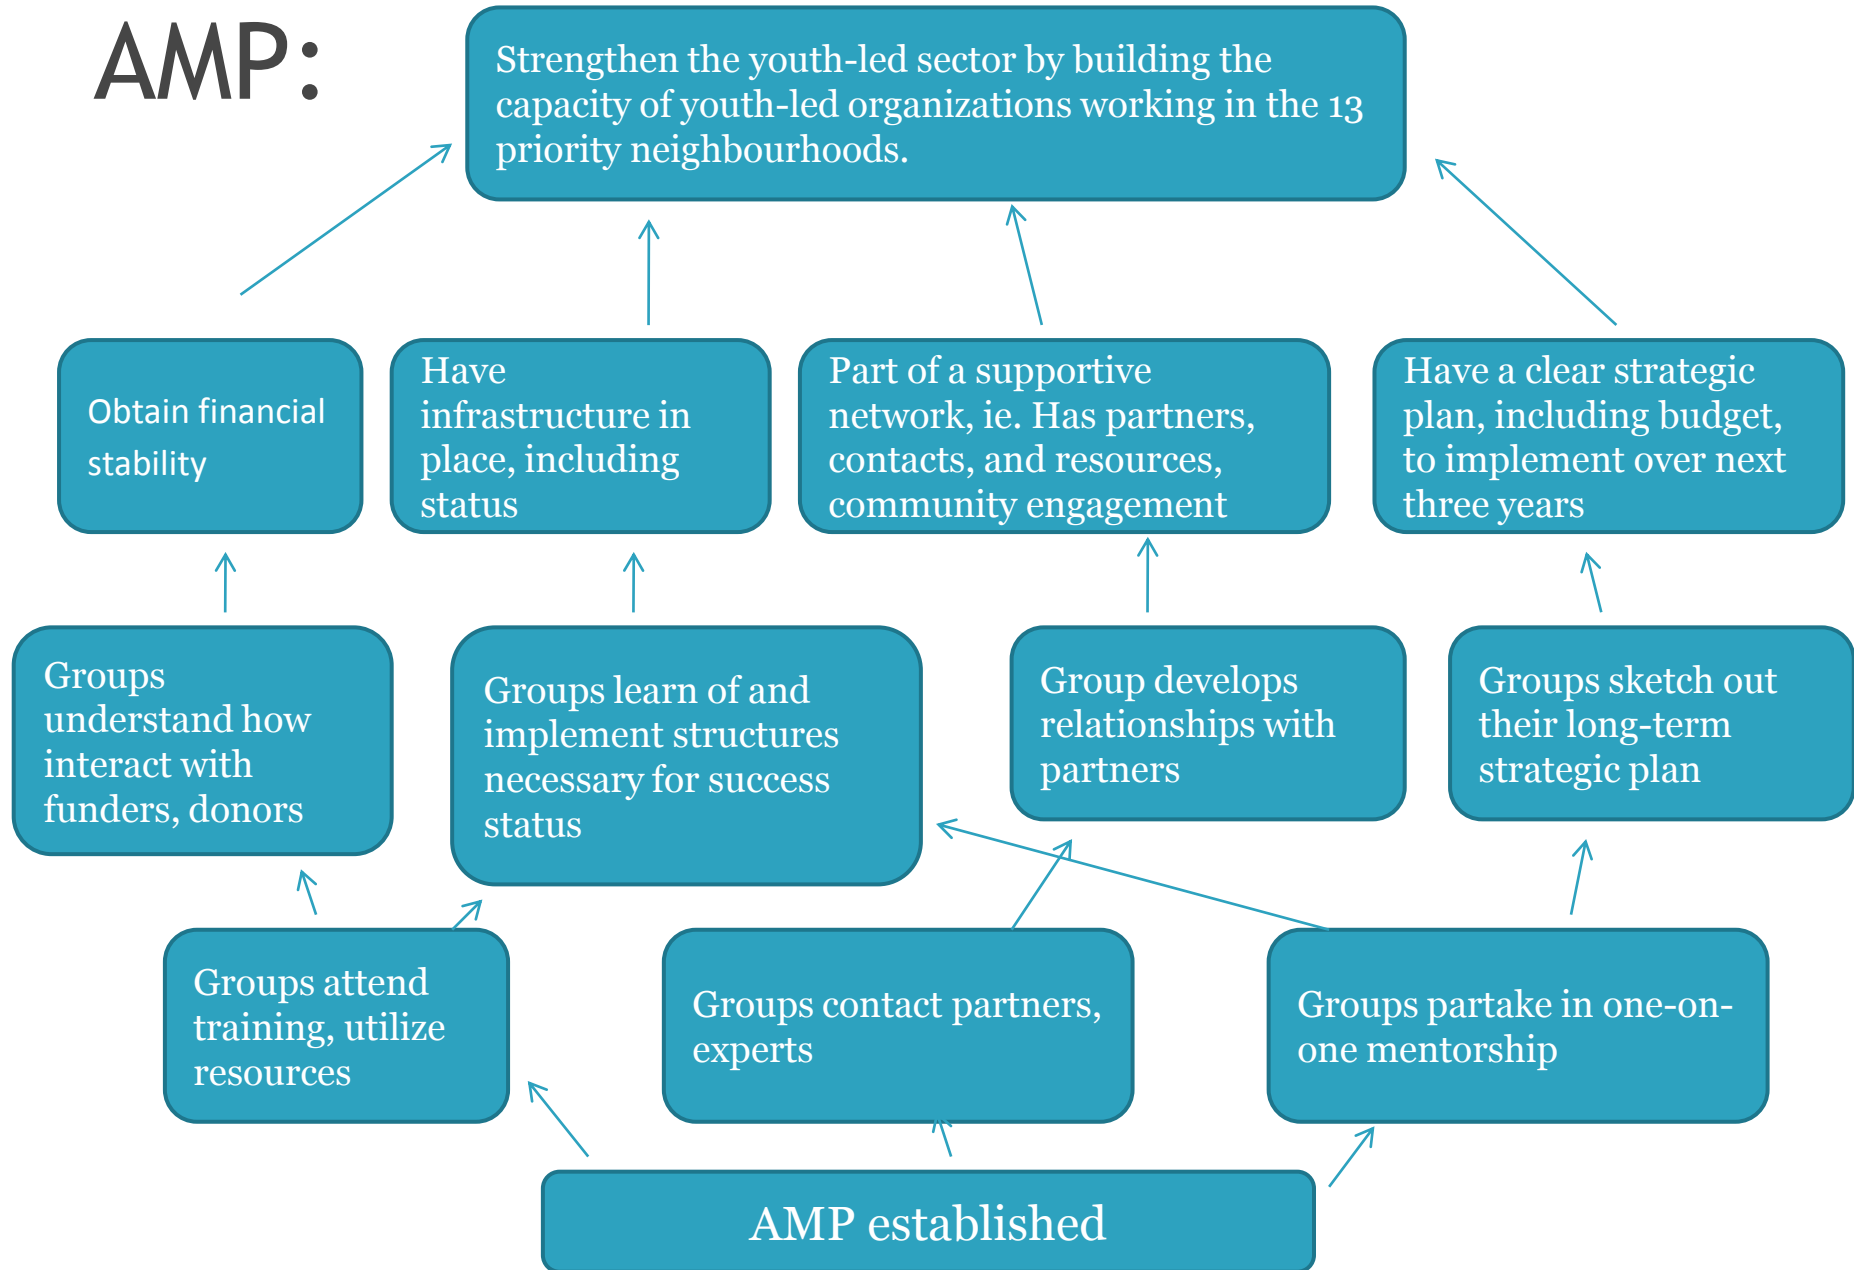 AMP:
Strengthen the youth-led sector by building the
capacity of youth-led organizations working in the 13
priority neighbourhoods.
Obtain financial
stability
Have
infrastructure in
place, including
status
Part of a supportive
network, ie. Has partners,
contacts, and resources,
community engagement
Have a clear strategic
plan, including budget,
to implement over next
three years
Groups
understand how
interact with
funders, donors
Groups learn of and
implement structures
necessary for success
status
Group develops
relationships with
partners
Groups sketch out
their long-term
strategic plan
Groups attend
training, utilize
resources
Groups contact partners,
experts
Groups partake in one-on-
one mentorship
AMP established